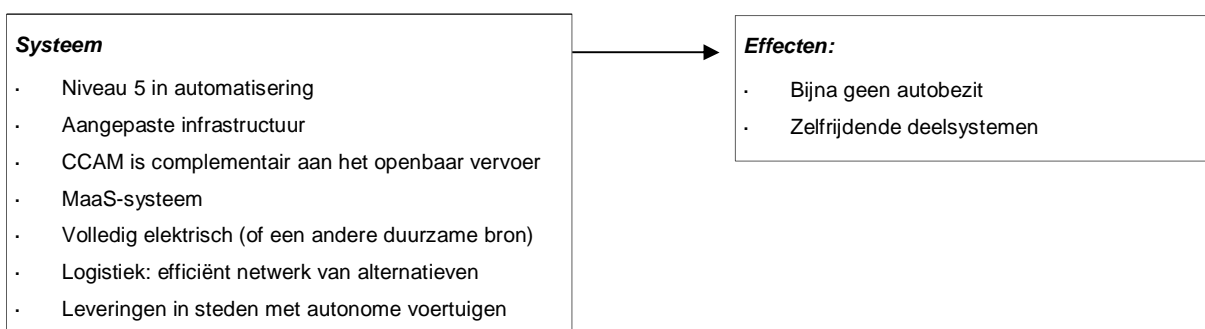 Systeem
· Niveau 5 in automatisering
· Aangepaste infrastructuur
· CCAM is complementair aan het openbaar vervoer
· MaaS-systeem
· Volledig elektrisch (of een andere duurzame bron)
· Logistiek: efficiënt netwerk van alternatieven
· Leveringen in steden met autonome voertuigen
Effecten:
· Bijna geen autobezit
· Zelfrijdende deelsystemen